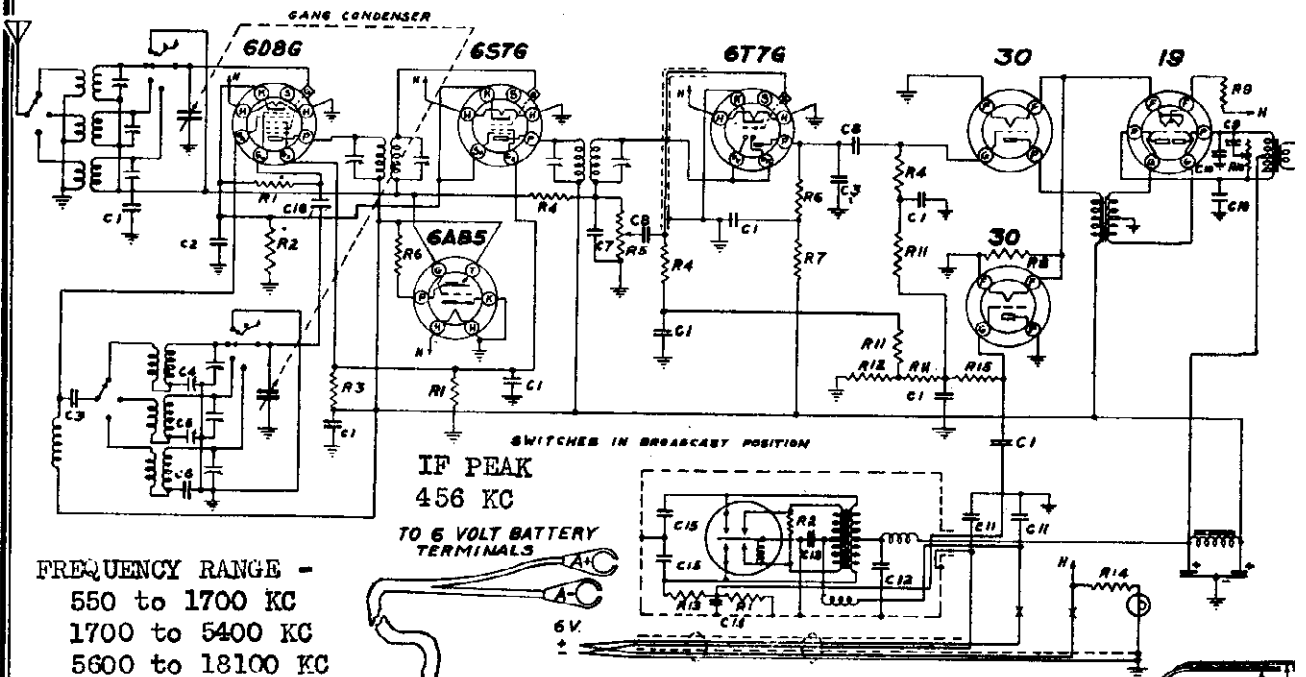 GANG CONDENSER
6D8G
6S7G
6T7G
30
19
R9
H
H
H
H
C9
C8
R4
R1
C16
R4
C1
C3
R6
C10
C1
C2
R2
6AB5
R6
C7
C8
R5
C1
R4
R7
R11
30
R8
C1
R11
R12
R11
R15
C4
C3
C5
C6
R3
R1
C1
C1
C1
H
C1
SWITCHES IN BROADCAST POSITION
IF PEAK
456 KC
TO 6 VOLT BATTERY
TERMINALS
A+
A-
6 V.
+
-
C15
C15
R2
C13
C12
C11
C11
R13
R1
C14
H
R14
FREQUENCY RANGE -
550 to 1700 KC
1700 to 5400 KC
5600 to 18100 KC